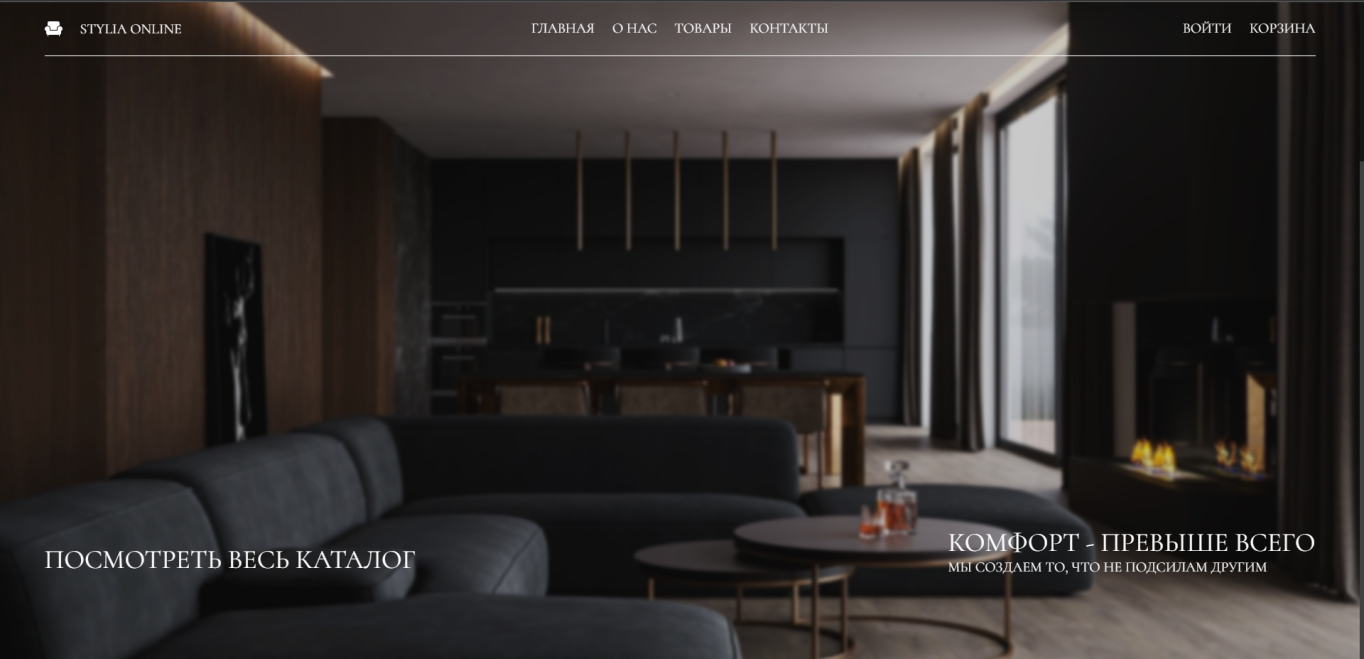 STYLIA ONLINE
ГЛАВНАЯ О НАС ТОВАРЫ КОНТАКТЫ
ВОЙТИ КОРЗИНА
ПОСМОТРЕТЬ ВЕСЬ КАТАЛОГ
КОМФОРТ - ПРЕВЫШЕ ВСЕГО
МЫ СОЗДАЕМ ТО, ЧТО НЕ ПОДСИЛАМ ДРУГИМ